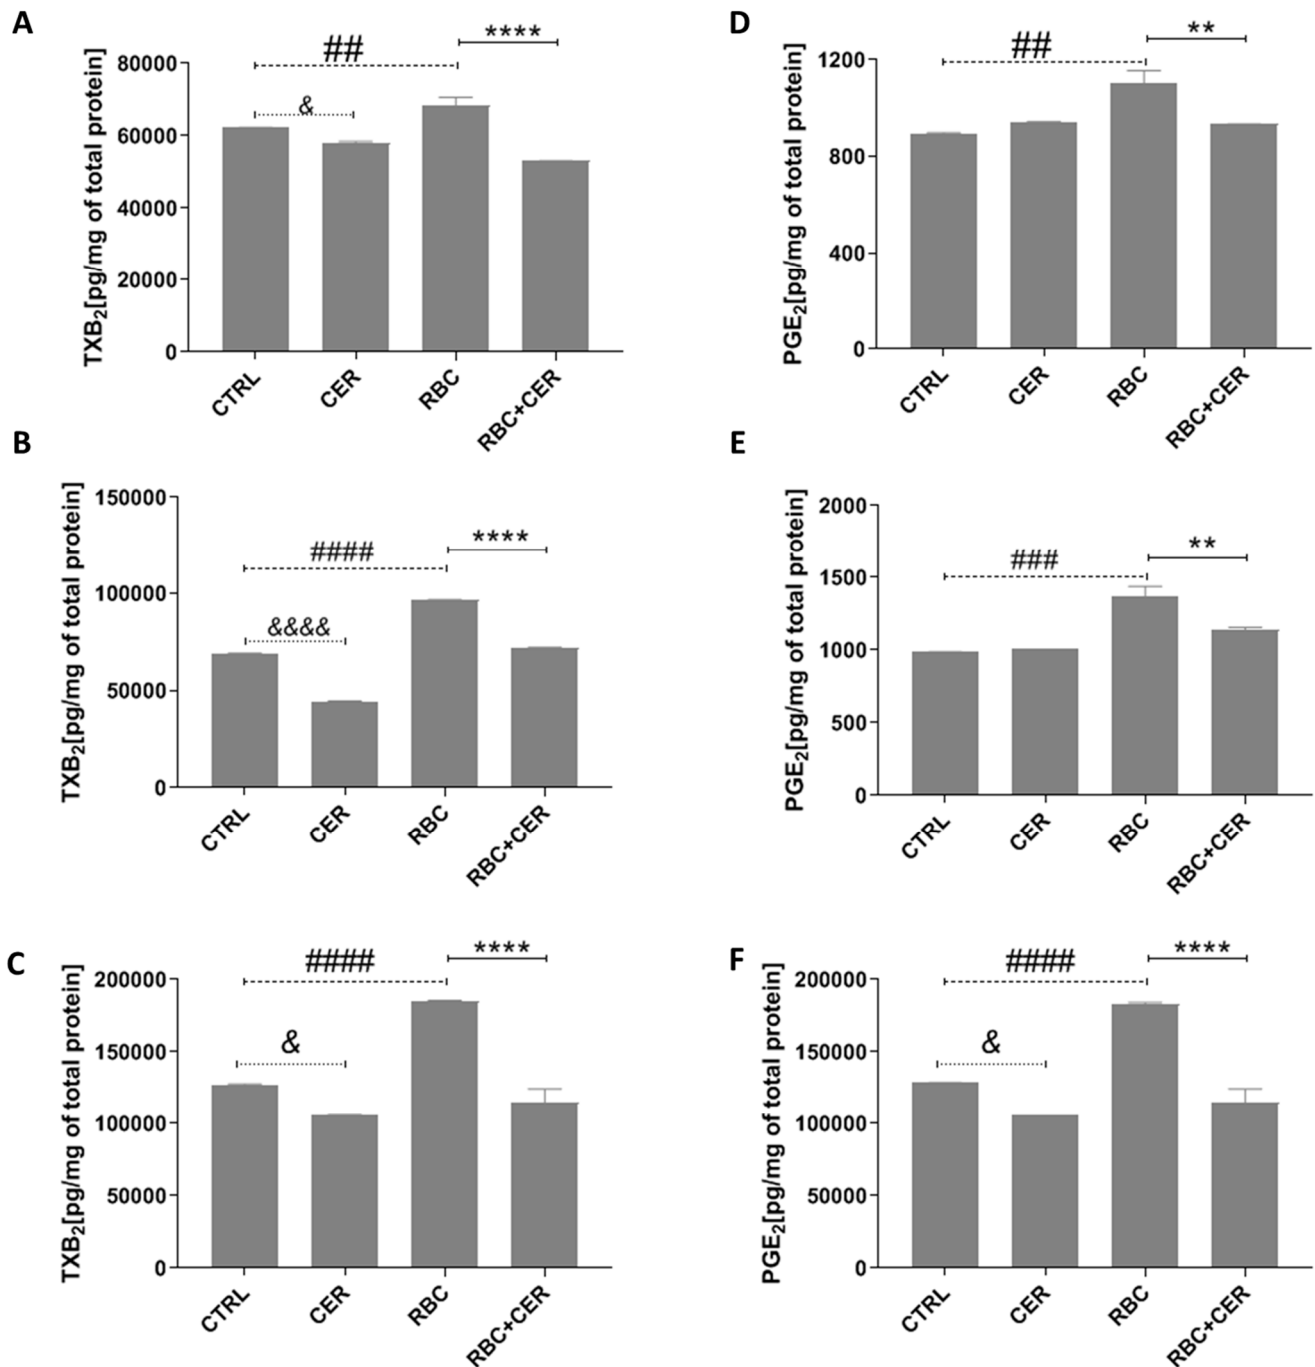 A
TXB2[pg/mg of total protein]
80000
60000
40000
20000
0
##
****
&
CTRL
CER
RBC
RBC+CER
D
PGE2[pg/mg of total protein]
1200
800
400
0
##
**
CTRL
CER
RBC
RBC+CER
B
TXB2[pg/mg of total protein]
150000
100000
50000
0
####
****
&&&&
CTRL
CER
RBC
RBC+CER
E
PGE2[pg/mg of total protein]
2000
1500
1000
500
0
###
**
CTRL
CER
RBC
RBC+CER
C
TXB2[pg/mg of total protein]
200000
150000
100000
50000
0
####
****
&
CTRL
CER
RBC
RBC+CER
F
PGE2[pg/mg of total protein]
200000
150000
100000
50000
0
####
****
&
CTRL
CER
RBC
RBC+CER